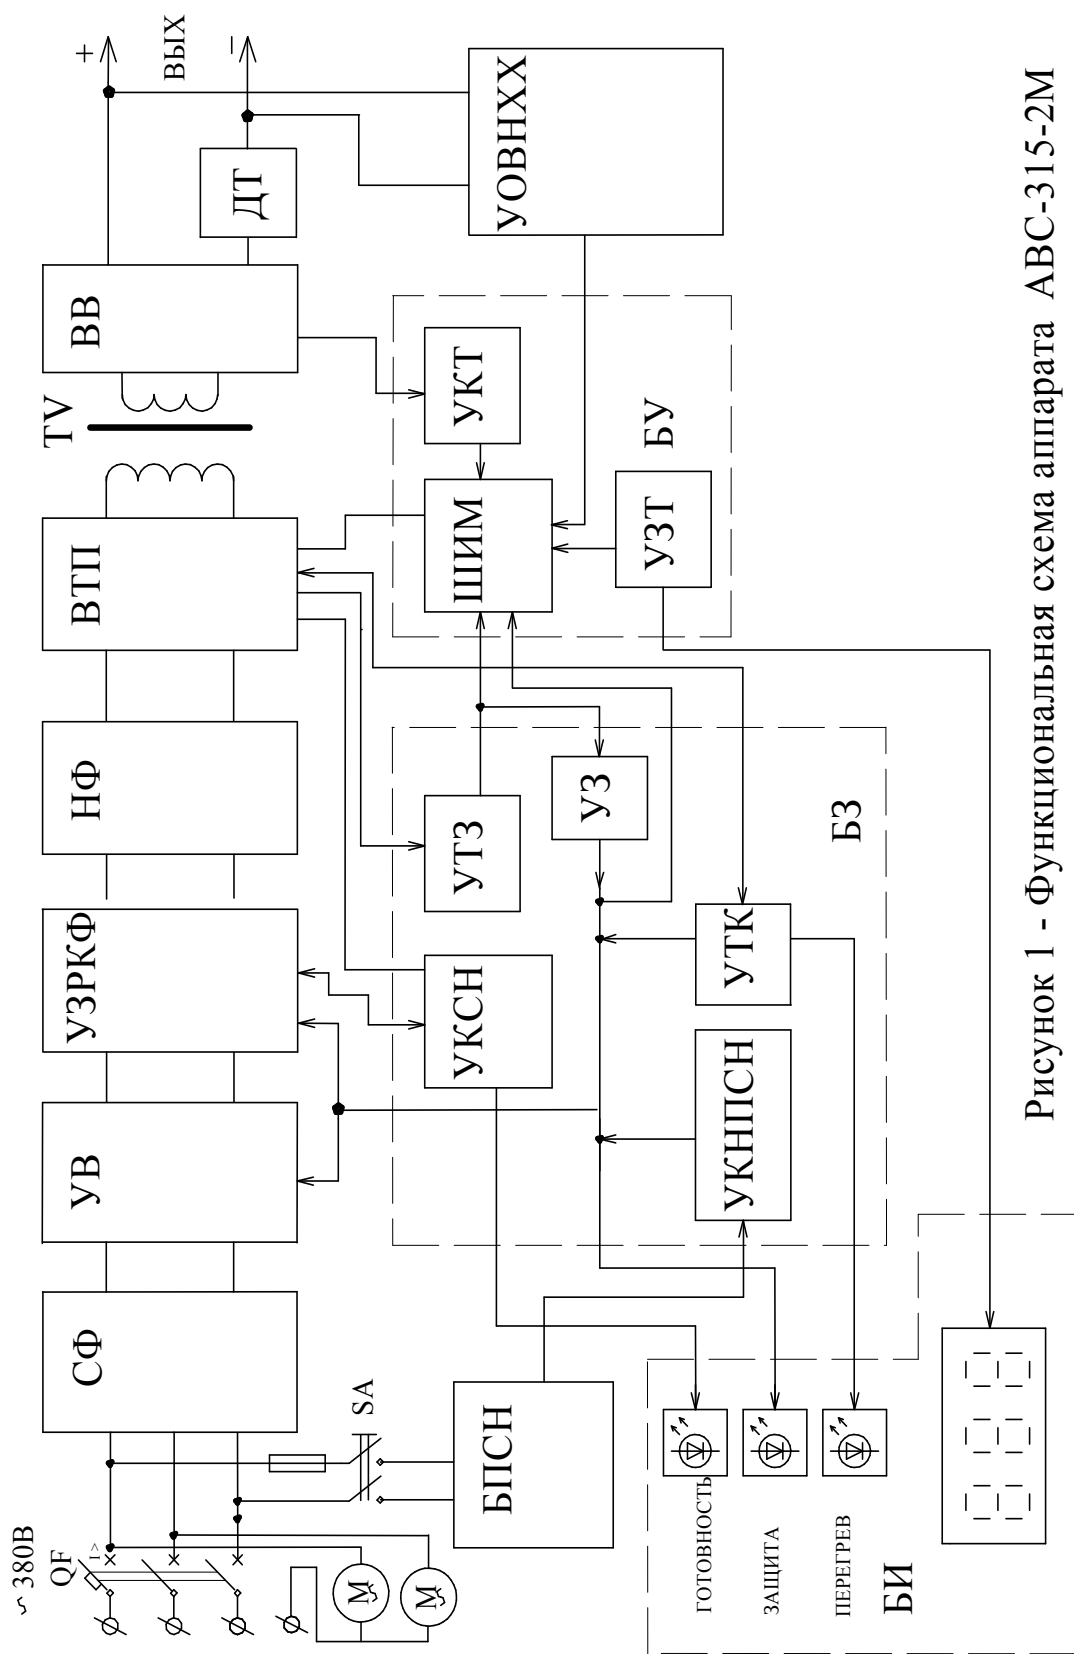 ~ 380В
QF
I >
СФ
УВ
УЗРКФ
НФ
ВТП
TV
ВВ
+
ВЫХ
−
ДТ
М
~
М
~
SA
БПСН
УКСН
УТЗ
УЗ
ШИМ
УКТ
УОВНХХ
УКНПСН
УТК
БЗ
УЗТ
БУ
ГОТОВНОСТЬ
ЗАЩИТА
ПЕРЕГРЕВ
БИ
Рисунок 1 - Функциональная схема аппарата АВС-315-2М